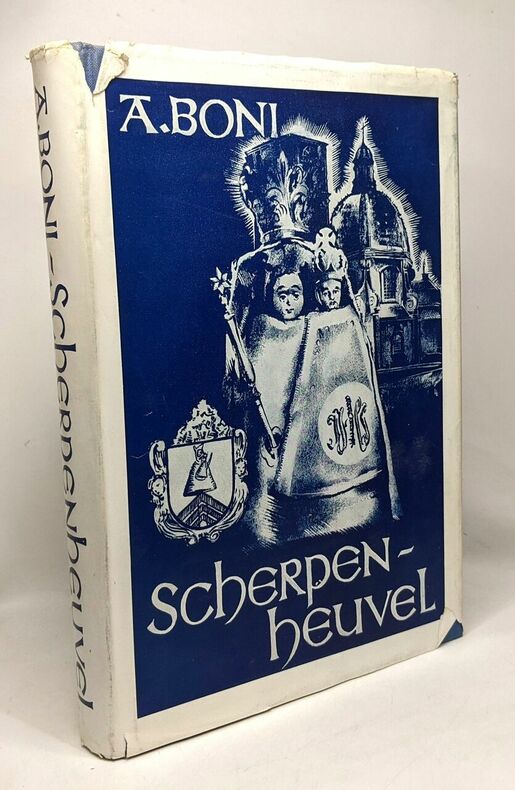 A. BONI - Scherpenheuvel
A.BONI
Scherpen-
heuvel